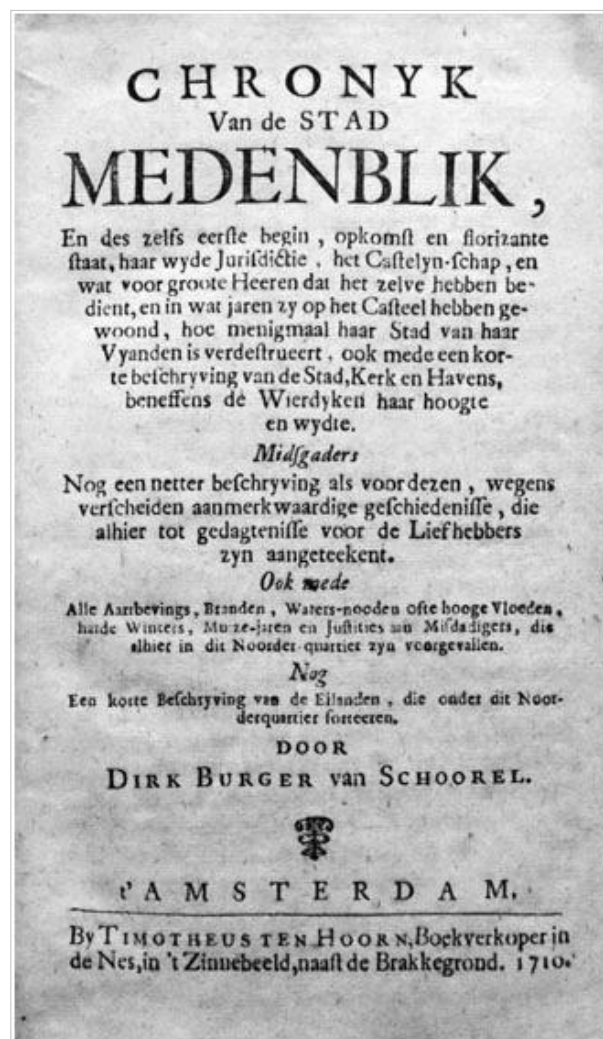 CHRONYK
Van de STAD
MEDENBLIK,
En des zelfs eerſte begin, opkomſt en florizante
ſtaat, haar wyde Juriſdictie, het Caſtelyn-ſchap, en
wat voor groote Heeren dat het zelve hebben be-
dient, en in wat jaren zy op het Caſteel hebben ge-
woond, hoe menigmaal haar Stad van haar
Vyanden is verdeſtrueert, ook mede een kor-
te beſchryving van de Stad, Kerk en Havens,
beneffens de Wierdyken haar hoogte
en wydte.
Midſgaders
Nog een netter beſchryving als voor dezen, wegens
verſcheiden aanmerkwaardige geſchiedeniſſe, die
alhier tot gedagteniſſe voor de Liefhebbers
zyn aangeteekent.
Ook mede
Alle Aartbevings, Branden, Waters-nooden ofte hooge Vloeden,
harde Winters, Muize-jaren en Juſtities aan Miſdadigers, die
alhier in dit Noorder-quartier zyn voorgevallen.
Nog
Een korte Beſchryving van de Eilanden, die onder dit Noor-
derquartier ſorteeren.
DOOR
DIRK BURGER van SCHOOREL.
t'AMSTERDAM,
By TIMOTHEUS TEN HOORN, Boekverkoper in
de Nes, in 't Zinnebeeld, naaſt de Brakkegrond. 1710.